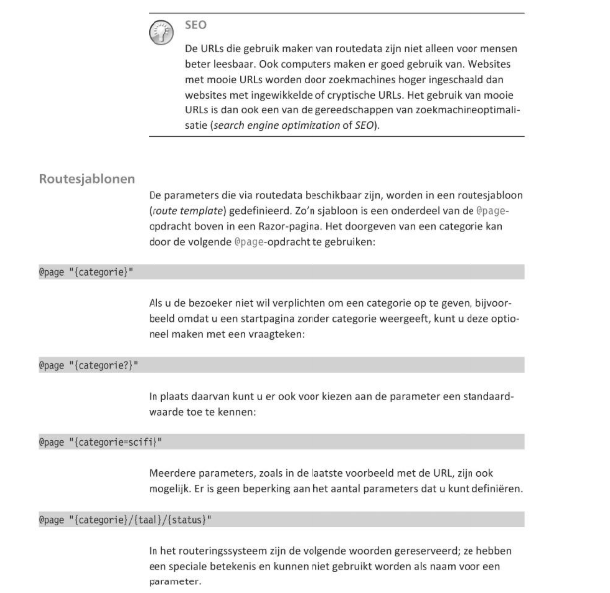 SEO
De URLs die gebruik maken van routedata zijn niet alleen voor mensen
beter leesbaar. Ook computers maken er goed gebruik van. Websites
met mooie URLs worden door zoekmachines hoger ingeschaald dan
websites met ingewikkelde of cryptische URLs. Het gebruik van mooie
URLs is dan ook een van de gereedschappen van zoekmachineoptimali-
satie (search engine optimization of SEO).
Routesjablonen
De parameters die via routedata beschikbaar zijn, worden in een routesjabloon
(route template) gedefinieerd. Zo'n sjabloon is een onderdeel van de @page-
opdracht boven in een Razor-pagina. Het doorgeven van een categorie kan
door de volgende @page-opdracht te gebruiken:
@page "{categorie}"
Als u de bezoeker niet wil verplichten om een categorie op te geven, bijvoor-
beeld omdat u een startpagina zonder categorie weergeeft, kunt u deze optio-
neel maken met een vraagteken:
@page "{categorie?}"
In plaats daarvan kunt u er ook voor kiezen aan de parameter een standaard-
waarde toe te kennen:
@page "{categorie=scifi}"
Meerdere parameters, zoals in de laatste voorbeeld met de URL, zijn ook
mogelijk. Er is geen beperking aan het aantal parameters dat u kunt definiëren.
@page "{categorie}/{taal}/{status}"
In het routeringssysteem zijn de volgende woorden gereserveerd; ze hebben
een speciale betekenis en kunnen niet gebruikt worden als naam voor een
parameter.